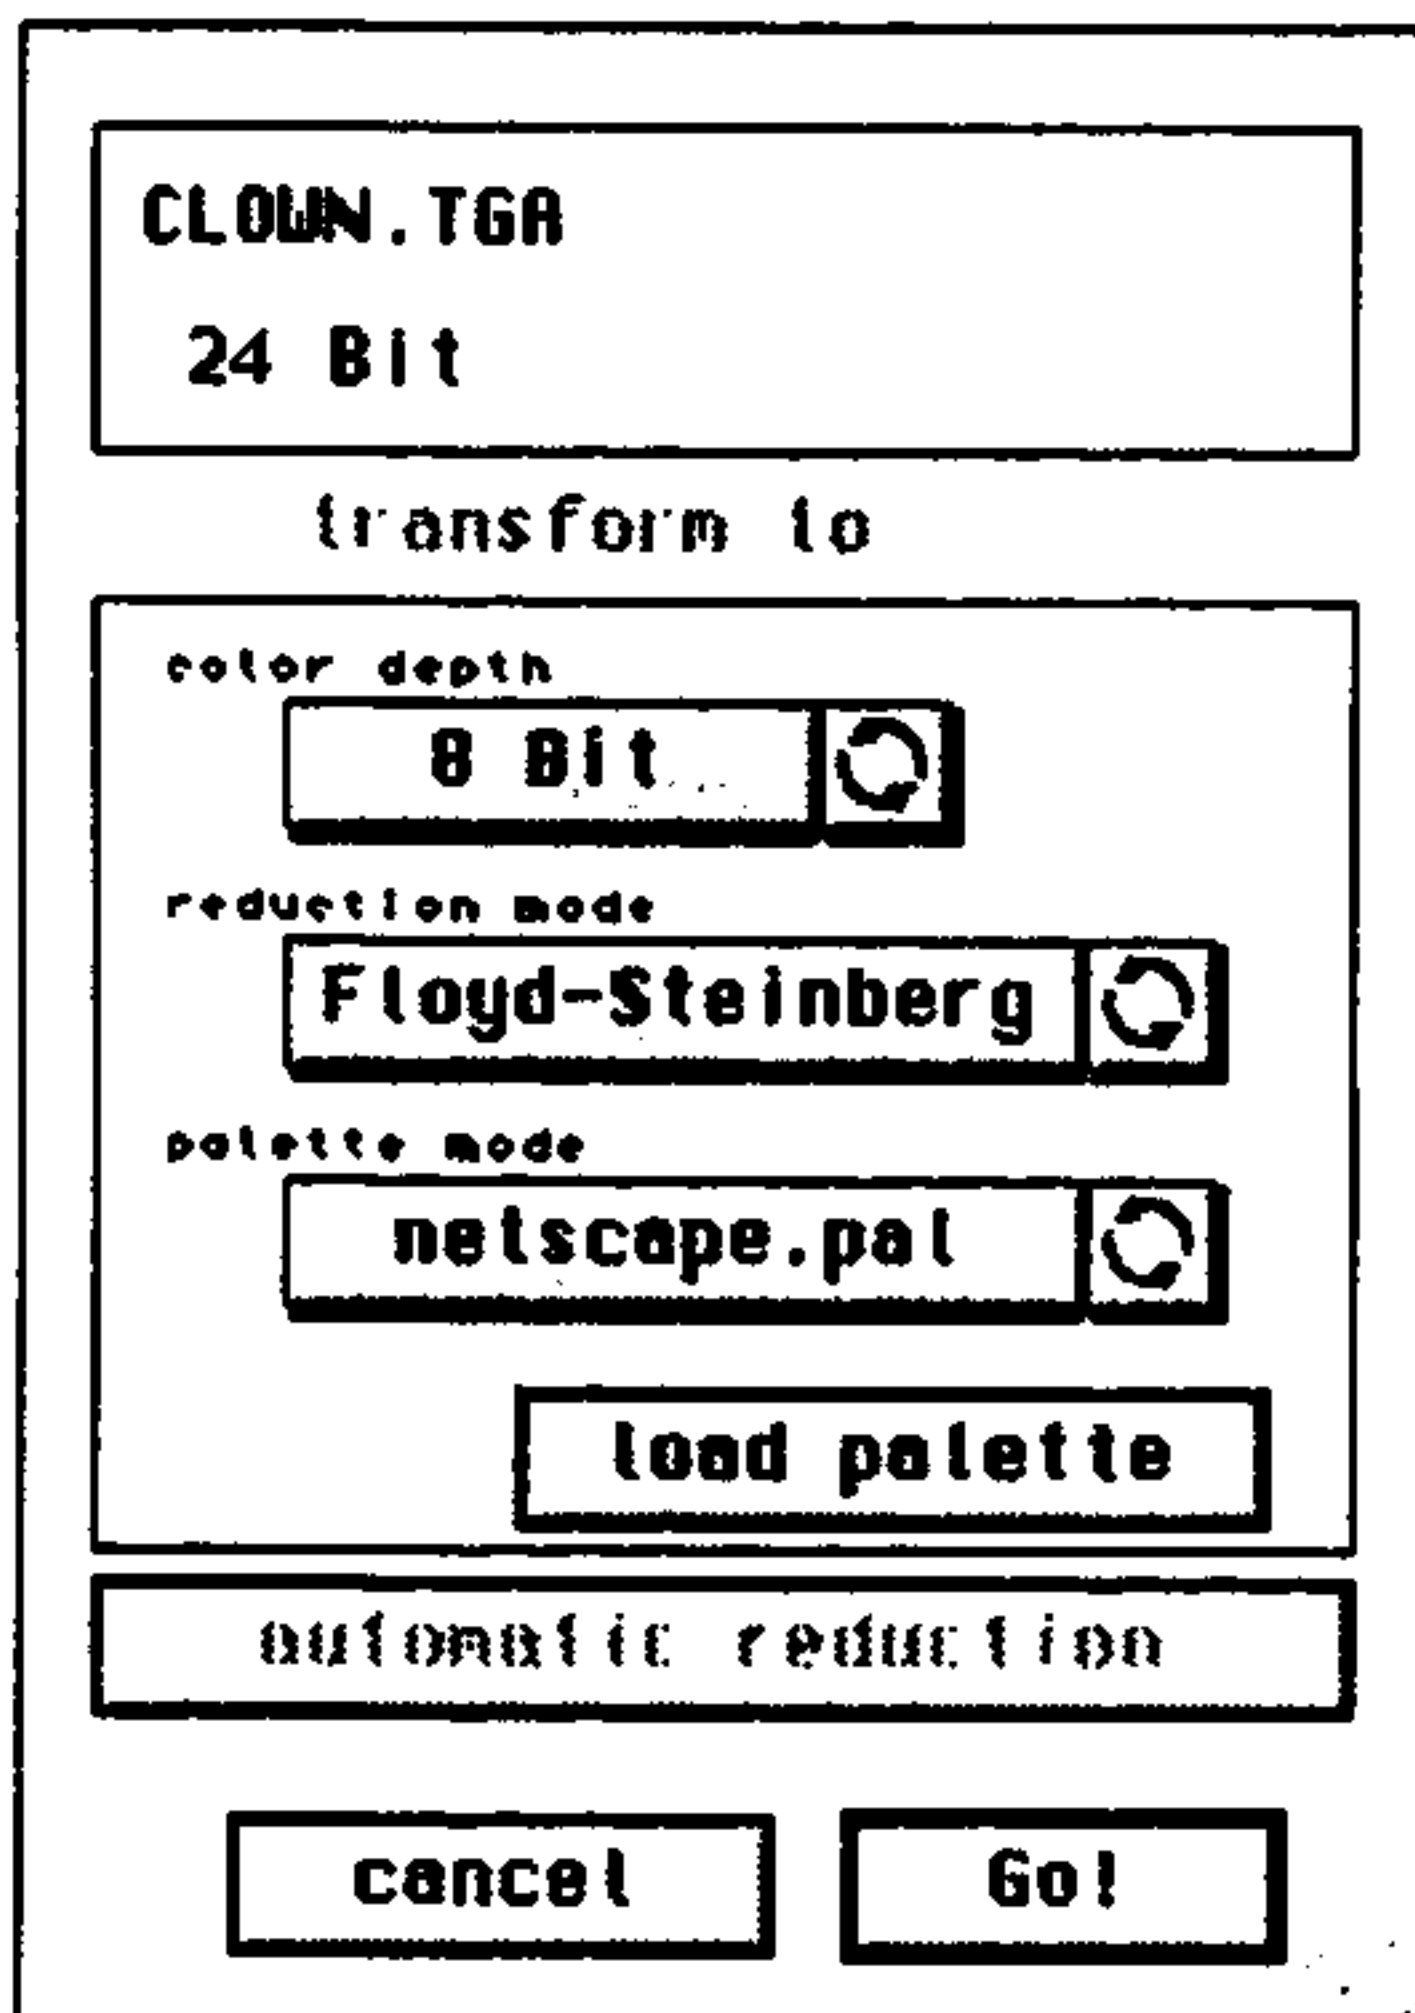 CLOWN.TGA
24 Bit
transform to
color depth
8 Bit
reduction mode
Floyd-Steinberg
palette mode
netscape.pal
load palette
automatic reduction
cancel
Go!